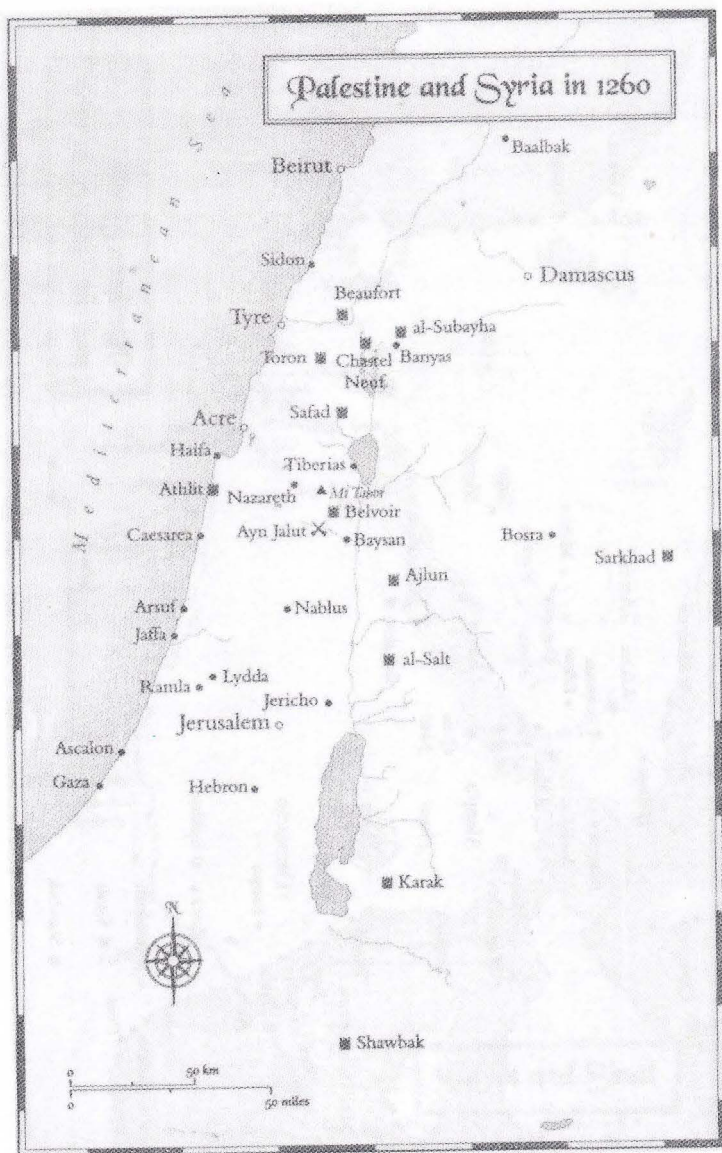 Palestine and Syria in 1260
Mediterranean Sea
Baalbak
Beirut
Sidon
Damascus
Beaufort
Tyre
al-Subayha
Toron
Chastel
Neuf
Banyas
Safad
Acre
Haifa
Tiberias
Athlit
Nazareth
Mt Tabor
Belvoir
Caesarea
Ayn Jalut
Baysan
Bosra
Sarkhad
Ajlun
Arsuf
Nablus
Jaffa
al-Salt
Lydda
Ramla
Jericho
Jerusalem
Ascalon
Gaza
Hebron
Karak
N
Shawbak
0 50 km
0 50 miles